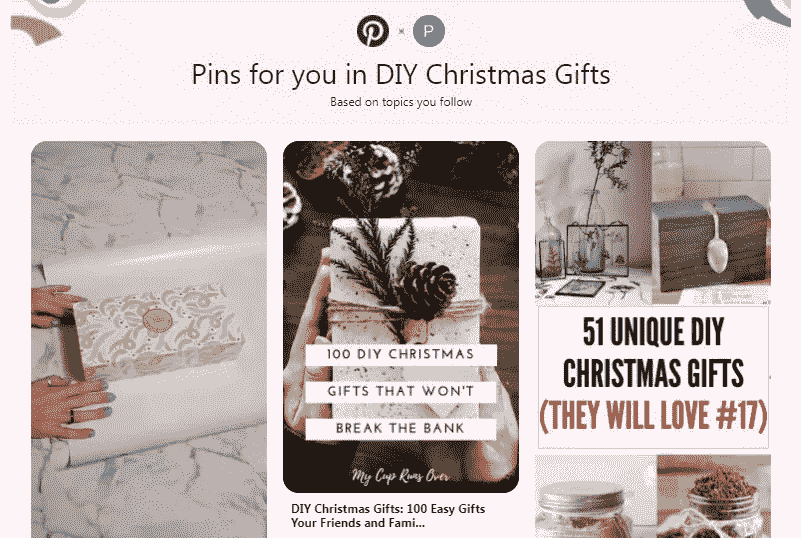 P
Pins for you in DIY Christmas Gifts
Based on topics you follow
100 DIY CHRISTMAS
GIFTS THAT WON'T
BREAK THE BANK
My Cup Runs Over
DIY Christmas Gifts: 100 Easy Gifts
Your Friends and Fami...
51 UNIQUE DIY
CHRISTMAS GIFTS
(THEY WILL LOVE #17)